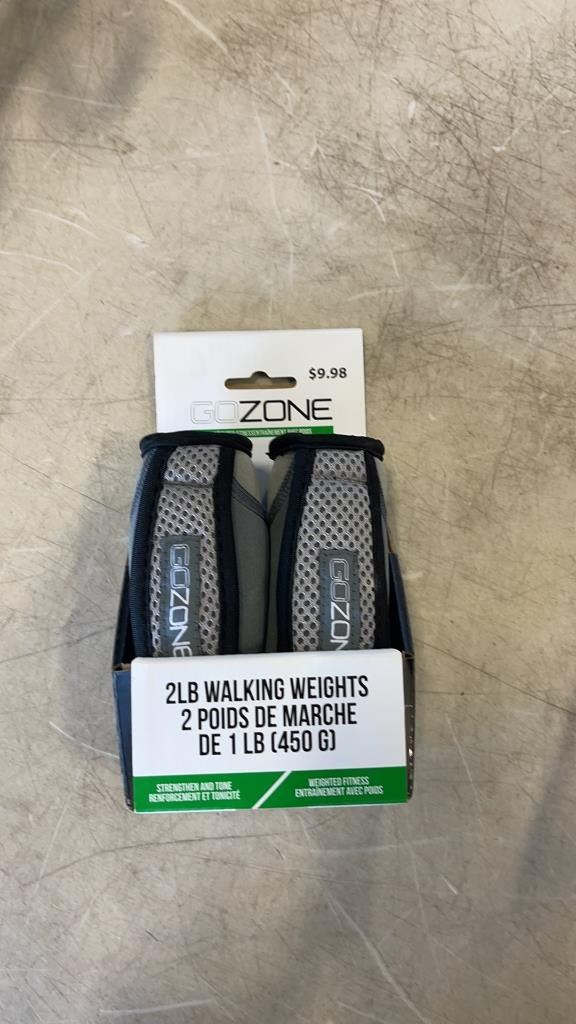 $9.98
GOZONE
GOZONE
GOZON
2LB WALKING WEIGHTS
2 POIDS DE MARCHE
DE 1 LB (450 G)
STRENGTHEN AND TONE
RENFORCEMENT ET TONICITÉ
WEIGHTED FITNESS
ENTRAÎNEMENT AVEC POIDS